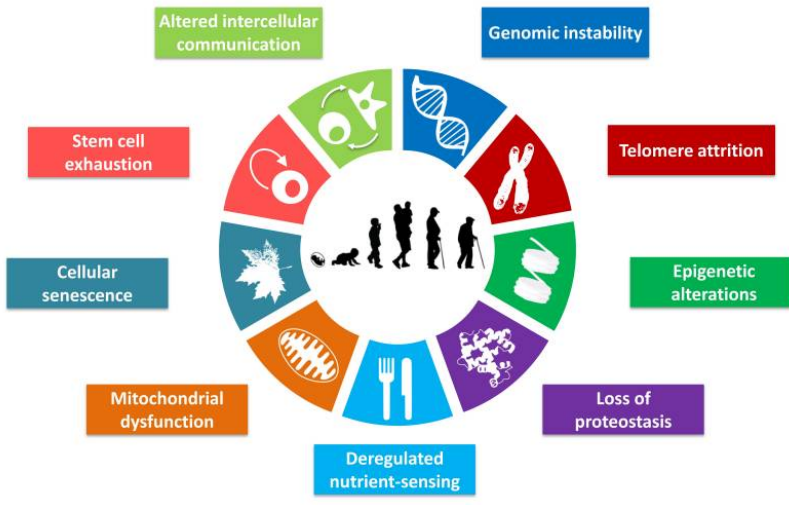 Altered intercellular
communication
Genomic instability
Stem cell
exhaustion
Telomere attrition
Cellular
senescence
Epigenetic
alterations
Mitochondrial
dysfunction
Loss of
proteostasis
Deregulated
nutrient-sensing